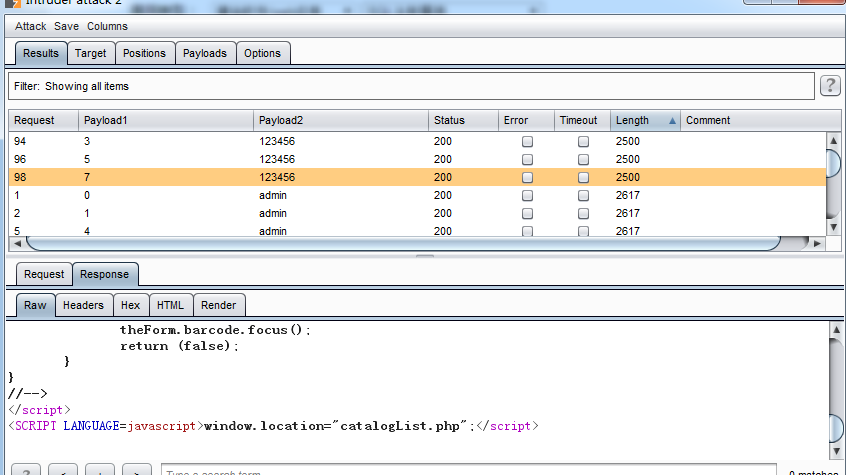 Intruder attack 2
Attack Save Columns
Results Target Positions Payloads Options
Filter: Showing all items ?
Request Payload1 Payload2 Status Error Timeout Length Comment
94 3 123456 200 2500
96 5 123456 200 2500
98 7 123456 200 2500
1 0 admin 200 2617
2 1 admin 200 2617
5 4 admin 200 2617
Request Response
Raw Headers Hex HTML Render
theForm.barcode.focus();
return (false);
}
}
//-->
</script>
<SCRIPT LANGUAGE=javascript>window.location="catalogList.php";</script>
? < + > Type a search term 0 matches